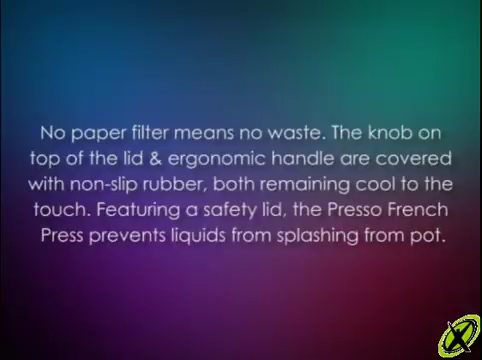 No paper filter means no waste. The knob on
top of the lid & ergonomic handle are covered
with non-slip rubber, both remaining cool to the
touch. Featuring a safety lid, the Presso French
Press prevents liquids from splashing from pot.
X